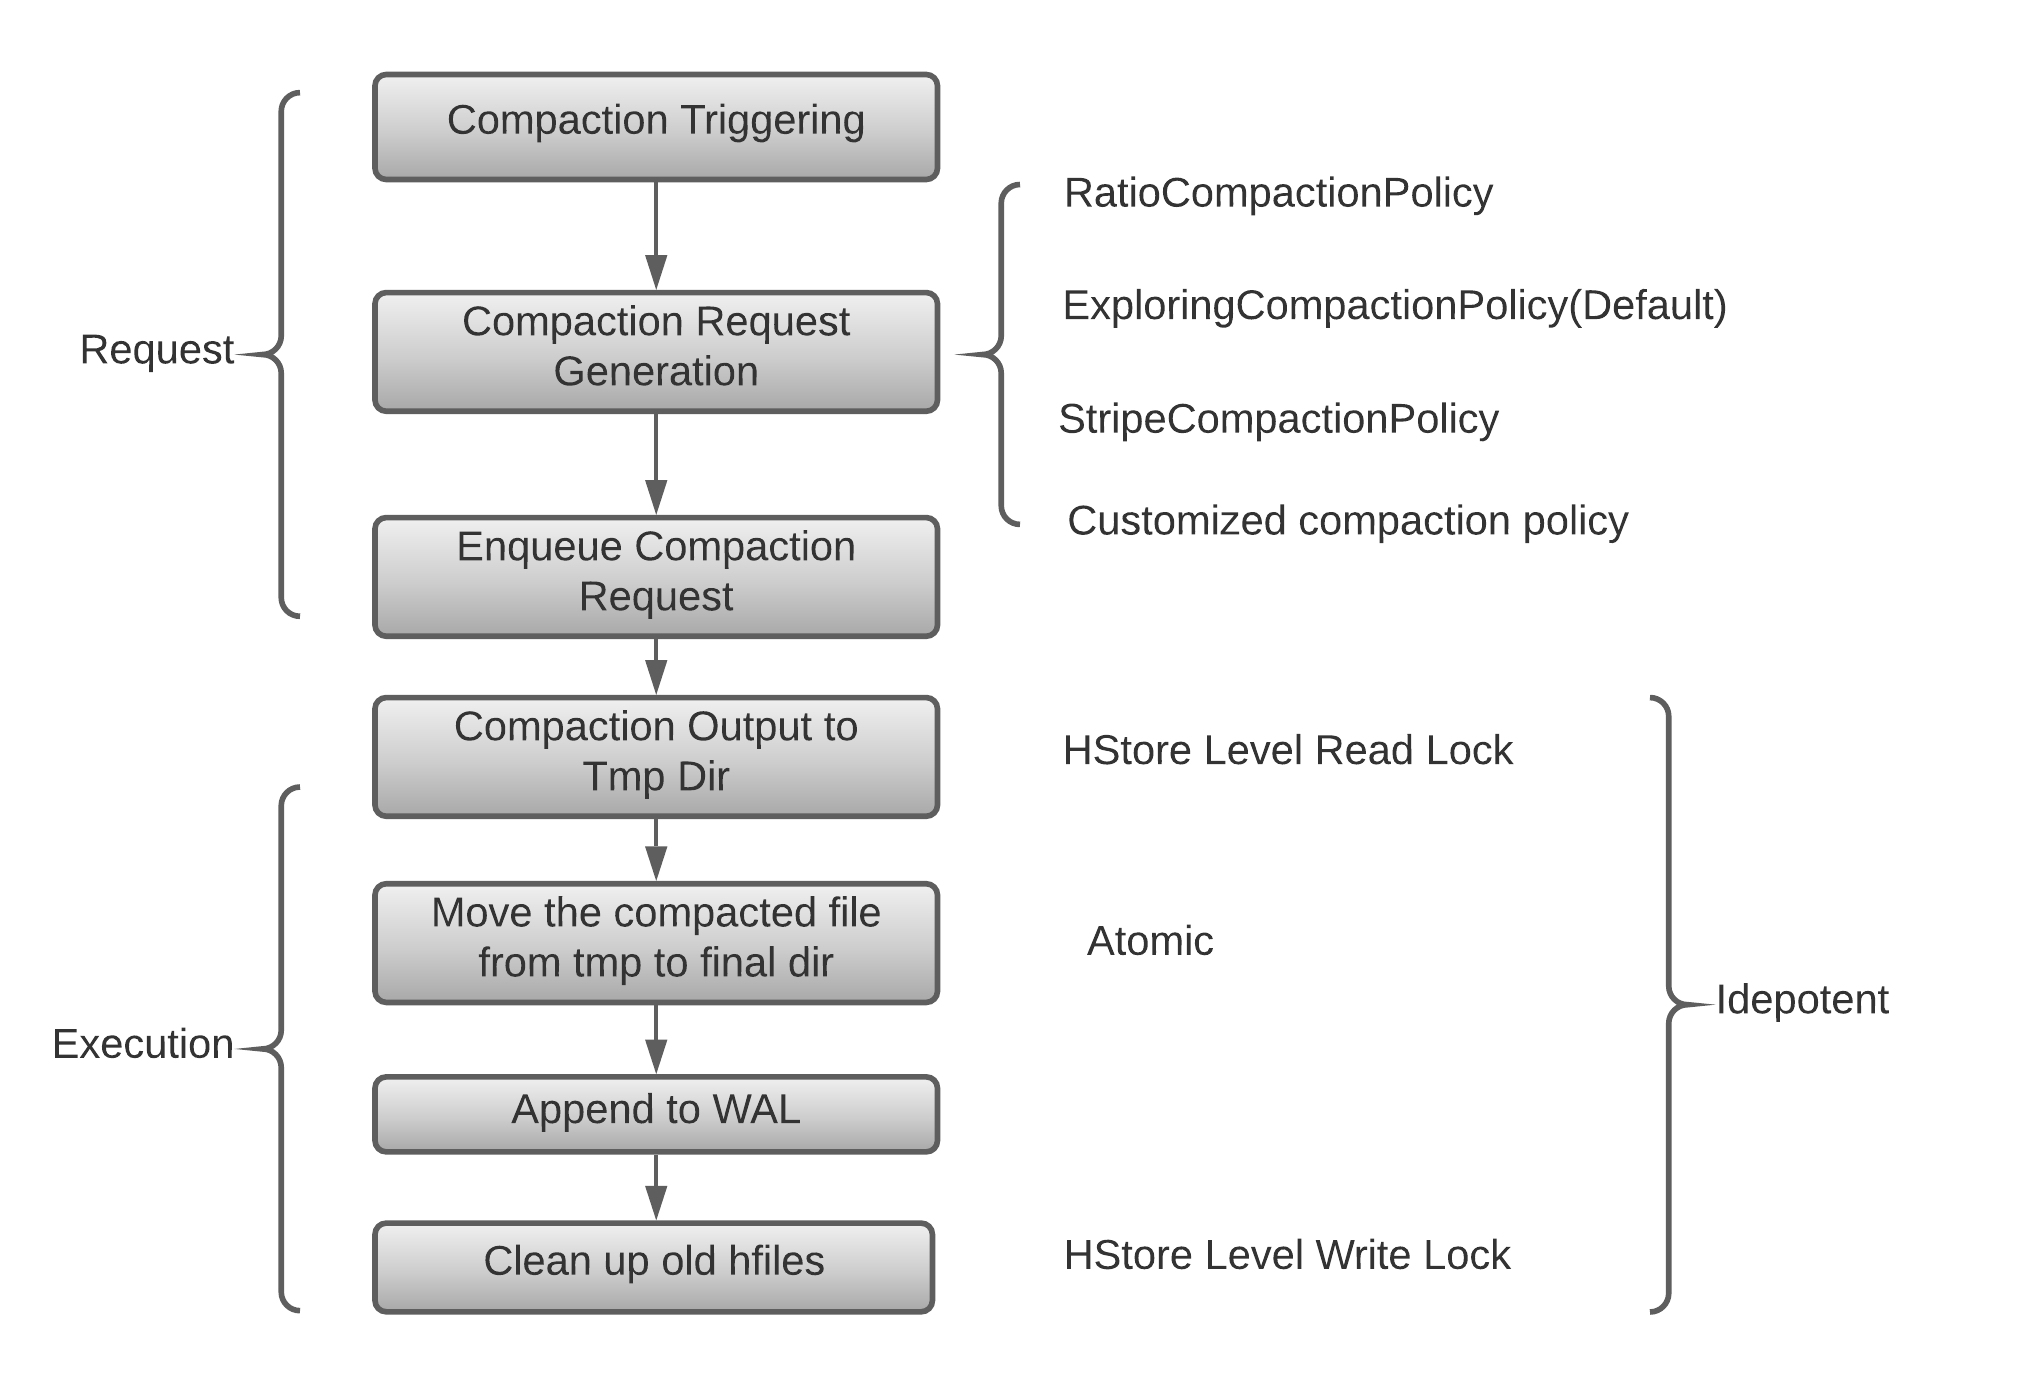 Compaction Triggering
RatioCompactionPolicy
ExploringCompactionPolicy(Default)
Compaction Request
Generation
Request
StripeCompactionPolicy
Customized compaction policy
Enqueue Compaction
Request
Compaction Output to
Tmp Dir
HStore Level Read Lock
Move the compacted file
from tmp to final dir
Atomic
Idepotent
Execution
Append to WAL
Clean up old hfiles
HStore Level Write Lock